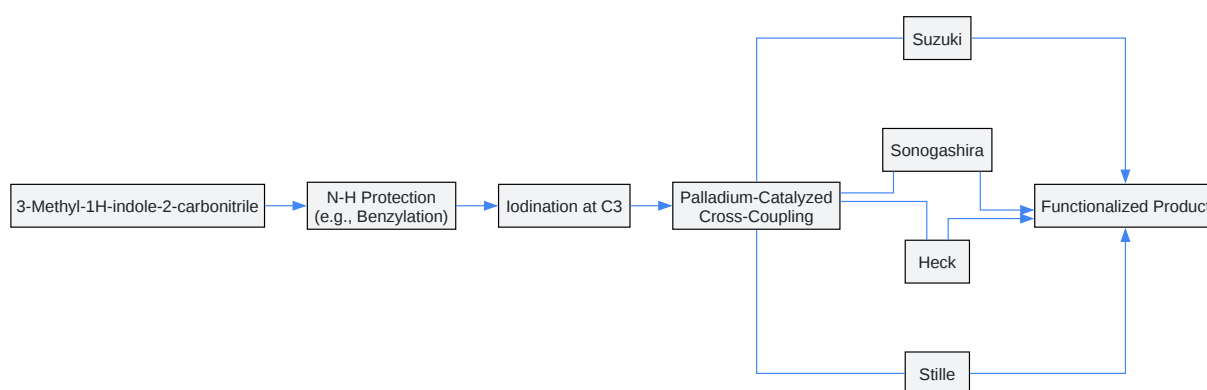 Suzuki
Sonogashira
3-Methyl-1H-indole-2-carbonitrile
N-H Protection
(e.g., Benzylation)
Iodination at C3
Palladium-Catalyzed
Cross-Coupling
Functionalized Product
Heck
Stille